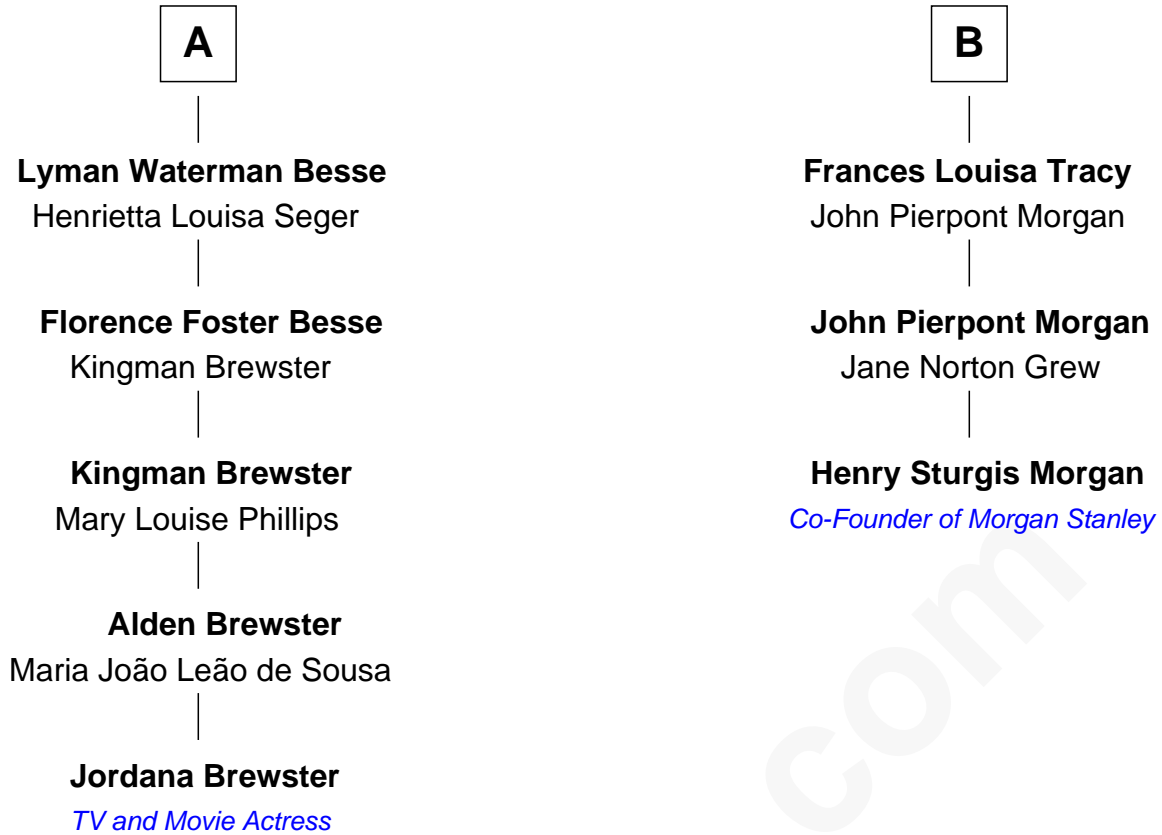 A
Lyman Waterman Besse
Henrietta Louisa Seger
Florence Foster Besse
Kingman Brewster
Kingman Brewster
Mary Louise Phillips
Alden Brewster
Maria João Leão de Sousa
Jordana Brewster
TV and Movie Actress
B
Frances Louisa Tracy
John Pierpont Morgan
John Pierpont Morgan
Jane Norton Grew
Henry Sturgis Morgan
Co-Founder of Morgan Stanley
com